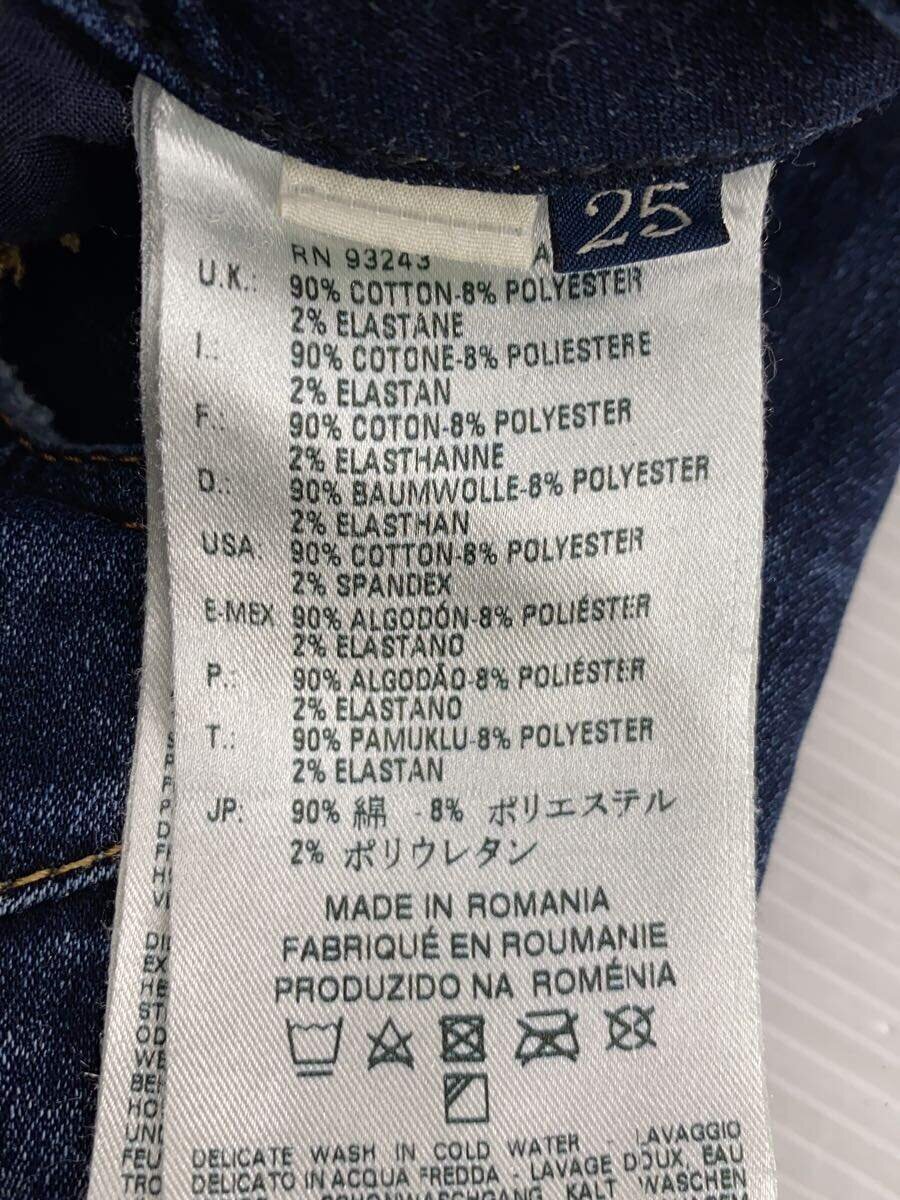 25
RN 93243
U.K.: 90% COTTON-8% POLYESTER
2% ELASTANE
I.: 90% COTONE-8% POLIESTERE
2% ELASTAN
F.: 90% COTON-8% POLYESTER
2% ELASTHANNE
D.: 90% BAUMWOLLE-8% POLYESTER
2% ELASTHAN
USA: 90% COTTON-8% POLYESTER
2% SPANDEX
E-MEX 90% ALGODÓN-8% POLIÉSTER
2% ELASTANO
P.: 90% ALGODÃO-8% POLIÉSTER
2% ELASTANO
T.: 90% PAMUKLU-8% POLYESTER
2% ELASTAN
JP: 90% 綿 - 8% ポリエステル
2% ポリウレタン
MADE IN ROMANIA
FABRIQUÉ EN ROUMANIE
PRODUZIDO NA ROMÉNIA
DELICATE WASH IN COLD WATER - LAVAGGIO
DELICATO IN ACQUA FREDDA - LAVAGE DOUX, EAU
KALT WASCHEN